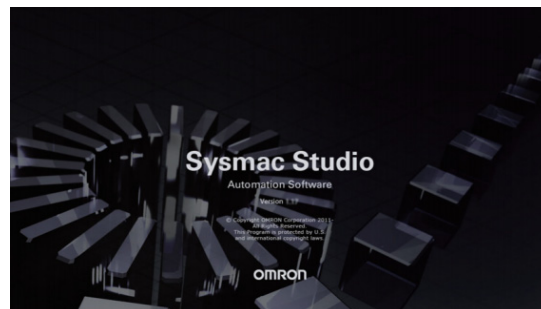 Sysmac Studio
Automation Software
Version
© Copyright OMRON Corporation 2011-
All Rights Reserved.
This Program is protected by U.S.
and international copyright laws.
OMRON